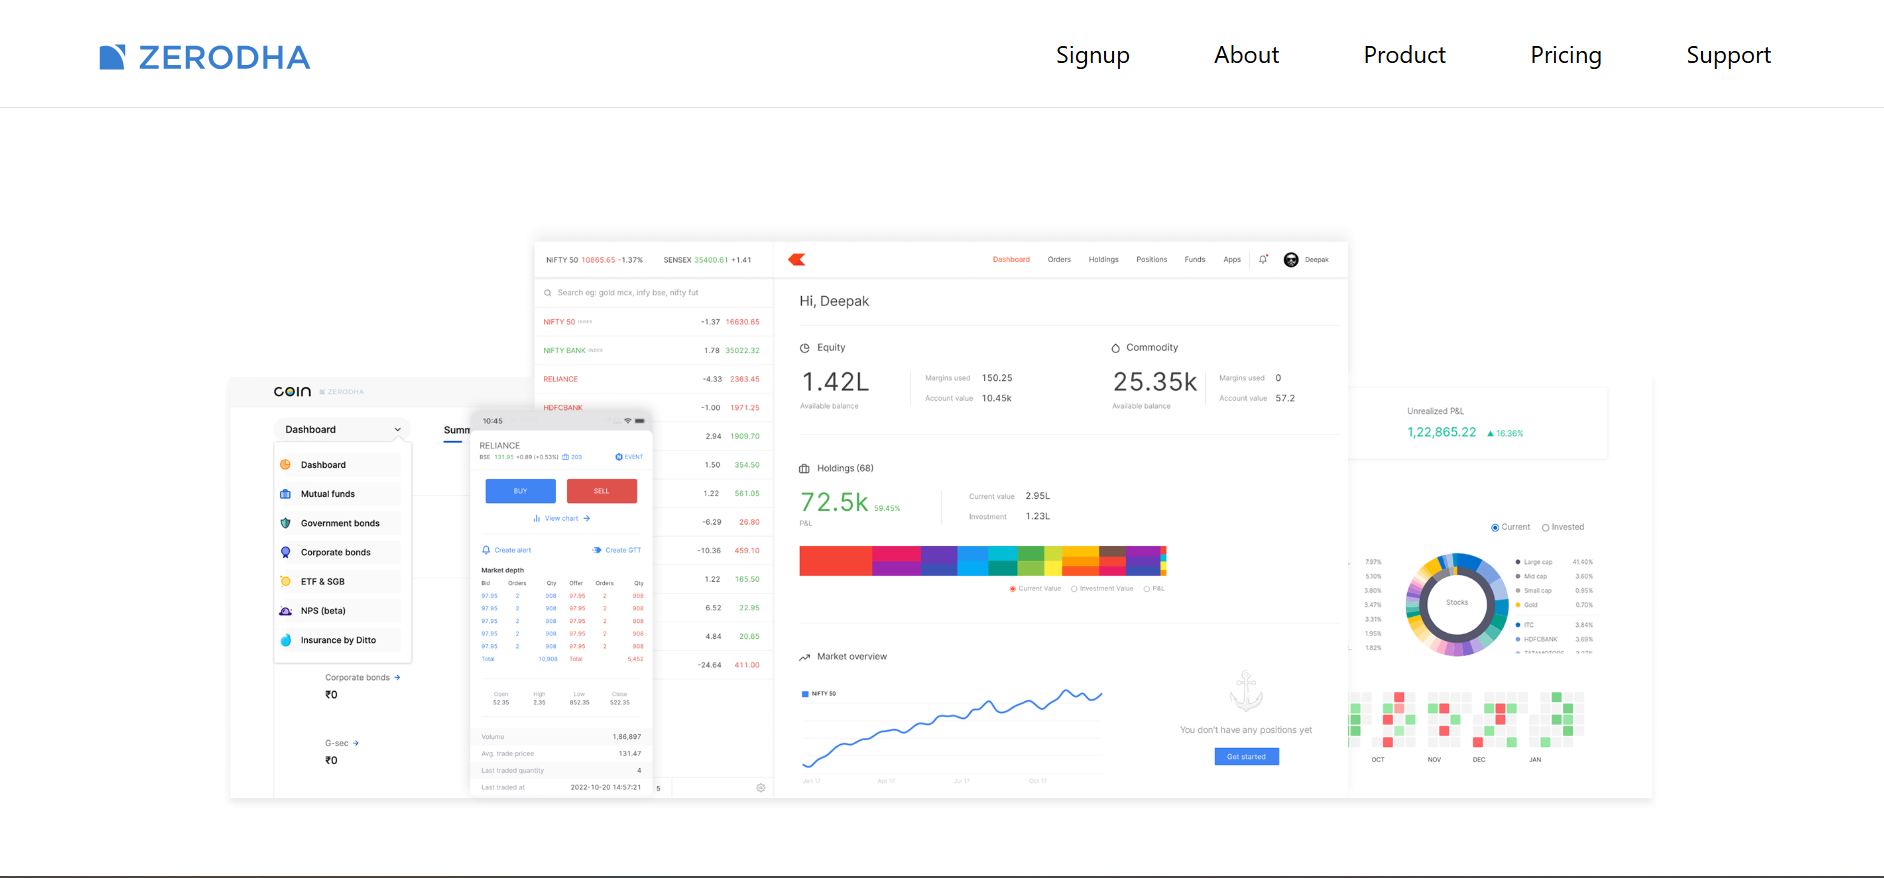 ZERODHA
Signup About Product Pricing Support
NIFTY 50 10865.65 -1.37% SENSEX 35400.61 +1.41
Dashboard Orders Holdings Positions Funds Apps Deepak
Search eg: gold mcx, infy bse, nifty fut
NIFTY 50 INDEX -1.37 16630.65
NIFTY BANK INDEX 1.78 35022.32
RELIANCE -4.33 2363.45
HDFCBANK -1.00 1971.25
2.94 1909.70
1.50 354.50
1.22 561.05
-6.29 26.80
-10.36 459.10
1.22 165.50
6.52 22.95
4.84 20.65
-24.64 411.00
5
Hi, Deepak
Equity
1.42L
Available balance
Margins used 150.25
Account value 10.45k
Commodity
25.35k
Available balance
Margins used 0
Account value 57.2
Holdings (68)
72.5k 59.45%
P&L
Current value 2.95L
Investment 1.23L
Current Value Investment Value P&L
Market overview
NIFTY 50
Jan 17 Apr 17 Jul 17 Oct 17
You don't have any positions yet
Get started
COIN ZERODHA
Dashboard
Summ
Dashboard
Mutual funds
Government bonds
Corporate bonds
ETF & SGB
NPS (beta)
Insurance by Ditto
Corporate bonds
₹0
G-sec
₹0
10:45
RELIANCE
BSE 131.95 +0.89 (+0.53%) 203 EVENT
BUY SELL
View chart
Create alert Create GTT
Market depth
Bid Orders Qty Offer Orders Qty
97.95 2 908 97.95 2 908
97.95 2 908 97.95 2 908
97.95 2 908 97.95 2 908
97.95 2 908 97.95 2 908
97.95 2 908 97.95 2 908
Total 10,908 Total 5,452
Open High Low Close
52.35 2.35 852.35 522.35
Volume 1,86,897
Avg. trade pricee 131.47
Last traded quantity 4
Last traded at 2022-10-20 14:57:21
Unrealized P&L
1,22,865.22 16.36%
Current Invested
7.97%
5.10%
3.80%
3.47%
3.31%
1.95%
1.82%
Stocks
Large cap 41.40%
Mid cap 3.60%
Small cap 0.95%
Gold 0.70%
ITC 3.84%
HDFCBANK 3.69%
OCT NOV DEC JAN